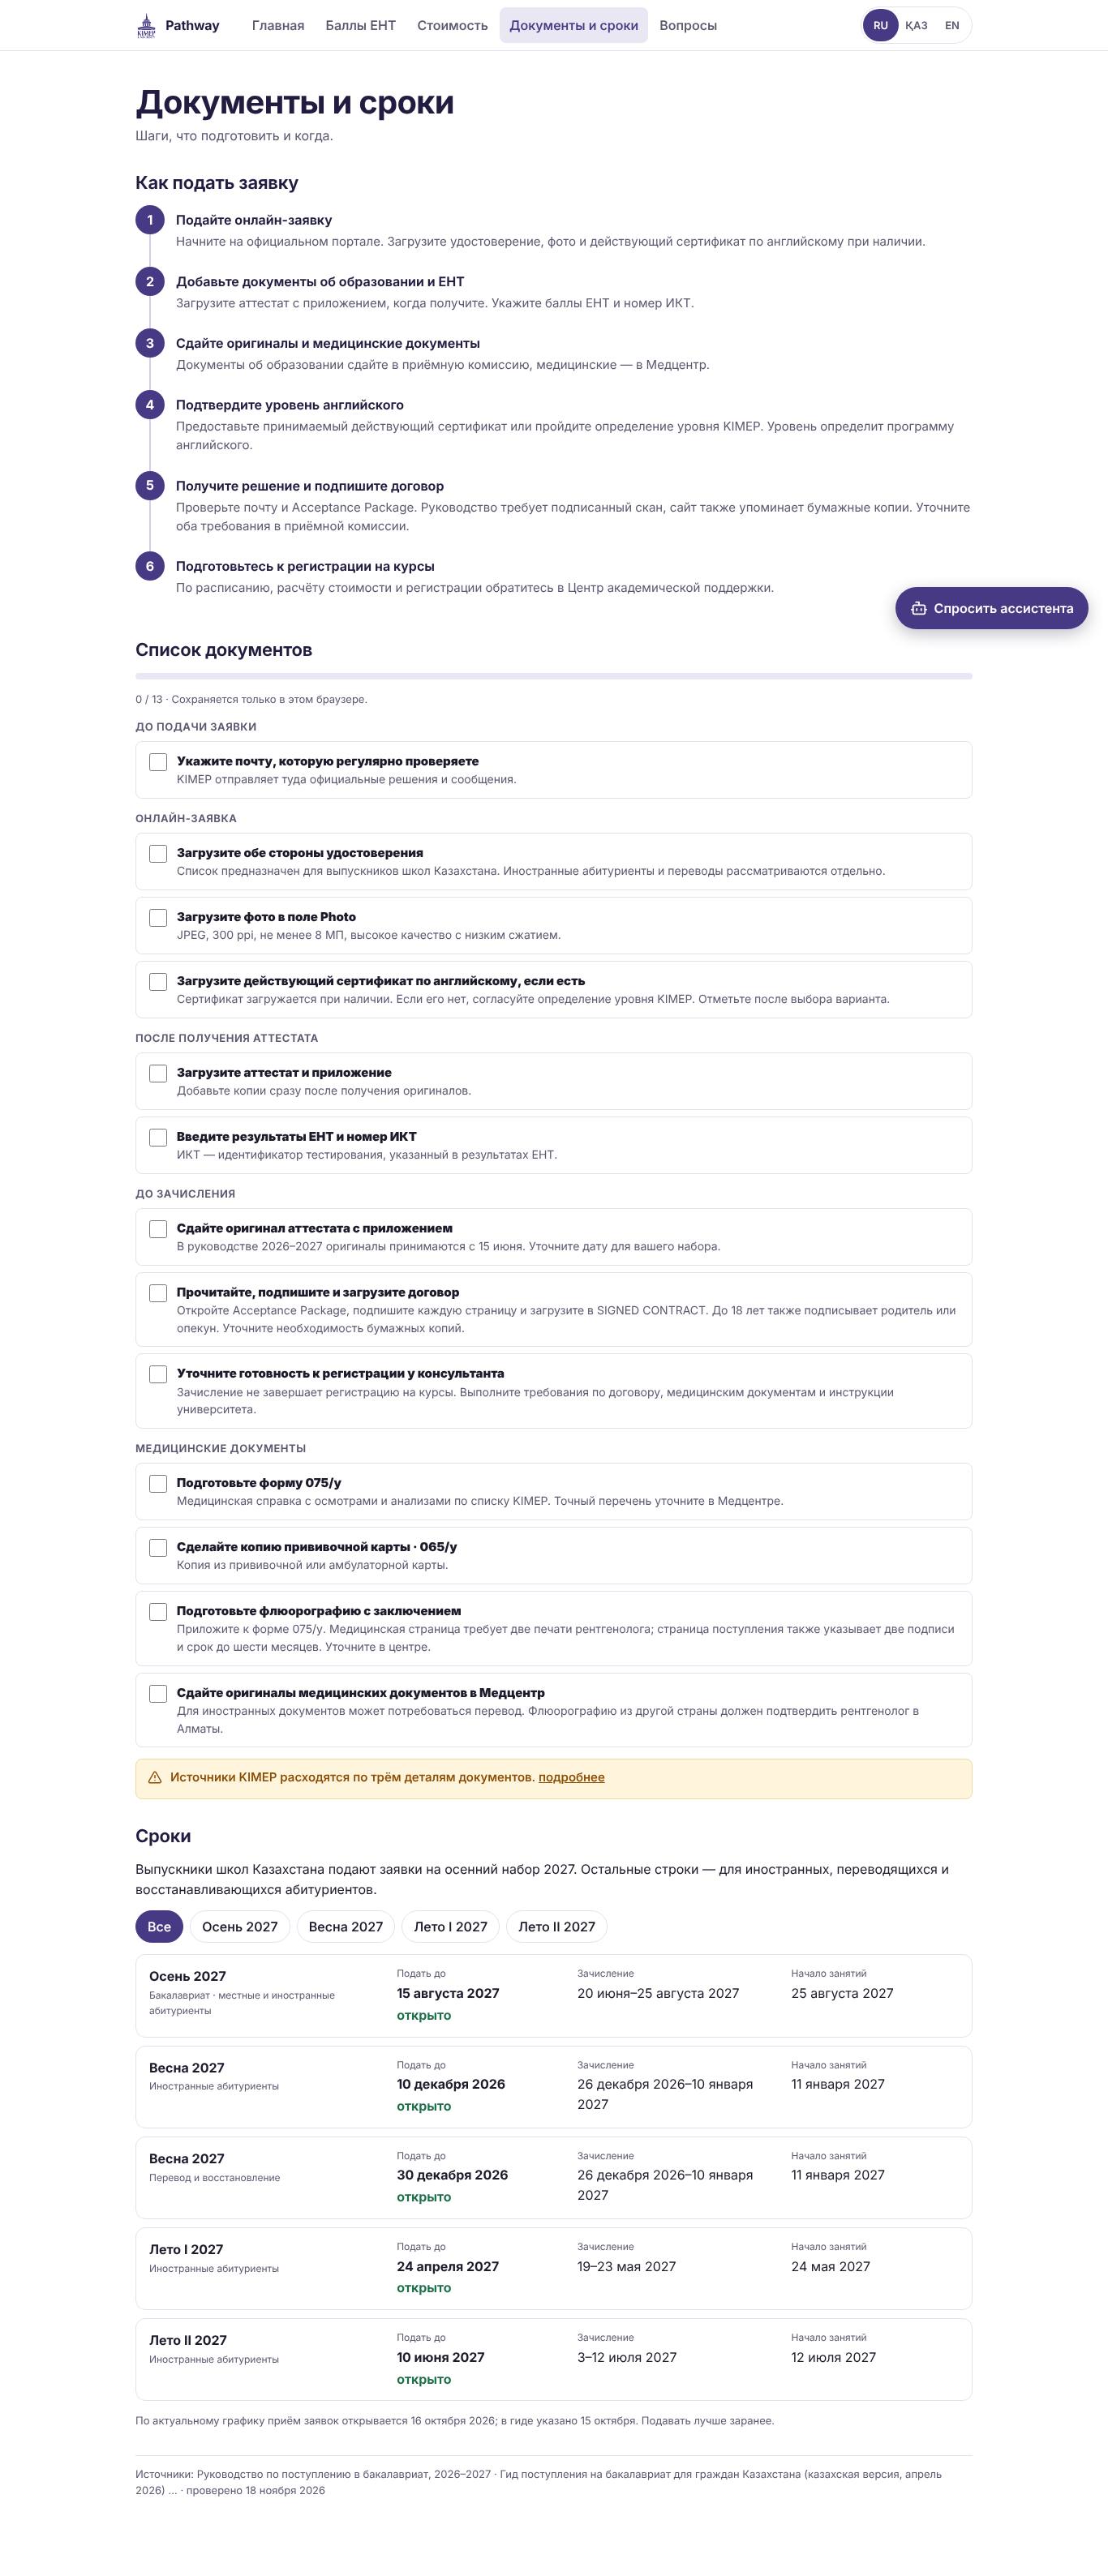 KIMEP
Pathway
Главная
Баллы ЕНТ
Стоимость
Документы и сроки
Вопросы
RU
ҚАЗ
EN
Документы и сроки
Шаги, что подготовить и когда.
Как подать заявку
1
Подайте онлайн-заявку
Начните на официальном портале. Загрузите удостоверение, фото и действующий сертификат по английскому при наличии.
2
Добавьте документы об образовании и ЕНТ
Загрузите аттестат с приложением, когда получите. Укажите баллы ЕНТ и номер ИКТ.
3
Сдайте оригиналы и медицинские документы
Документы об образовании сдайте в приёмную комиссию, медицинские — в Медцентр.
4
Подтвердите уровень английского
Предоставьте принимаемый действующий сертификат или пройдите определение уровня KIMEP. Уровень определит программу
английского.
5
Получите решение и подпишите договор
Проверьте почту и Acceptance Package. Руководство требует подписанный скан, сайт также упоминает бумажные копии. Уточните
оба требования в приёмной комиссии.
6
Подготовьтесь к регистрации на курсы
По расписанию, расчёту стоимости и регистрации обратитесь в Центр академической поддержки.
Спросить ассистента
Список документов
0 / 13 · Сохраняется только в этом браузере.
ДО ПОДАЧИ ЗАЯВКИ
Укажите почту, которую регулярно проверяете
KIMEP отправляет туда официальные решения и сообщения.
ОНЛАЙН-ЗАЯВКА
Загрузите обе стороны удостоверения
Список предназначен для выпускников школ Казахстана. Иностранные абитуриенты и переводы рассматриваются отдельно.
Загрузите фото в поле Photo
JPEG, 300 ppi, не менее 8 МП, высокое качество с низким сжатием.
Загрузите действующий сертификат по английскому, если есть
Сертификат загружается при наличии. Если его нет, согласуйте определение уровня KIMEP. Отметьте после выбора варианта.
ПОСЛЕ ПОЛУЧЕНИЯ АТТЕСТАТА
Загрузите аттестат и приложение
Добавьте копии сразу после получения оригиналов.
Введите результаты ЕНТ и номер ИКТ
ИКТ — идентификатор тестирования, указанный в результатах ЕНТ.
ДО ЗАЧИСЛЕНИЯ
Сдайте оригинал аттестата с приложением
В руководстве 2026–2027 оригиналы принимаются с 15 июня. Уточните дату для вашего набора.
Прочитайте, подпишите и загрузите договор
Откройте Acceptance Package, подпишите каждую страницу и загрузите в SIGNED CONTRACT. До 18 лет также подписывает родитель или
опекун. Уточните необходимость бумажных копий.
Уточните готовность к регистрации у консультанта
Зачисление не завершает регистрацию на курсы. Выполните требования по договору, медицинским документам и инструкции
университета.
МЕДИЦИНСКИЕ ДОКУМЕНТЫ
Подготовьте форму 075/у
Медицинская справка с осмотрами и анализами по списку KIMEP. Точный перечень уточните в Медцентре.
Сделайте копию прививочной карты · 065/у
Копия из прививочной или амбулаторной карты.
Подготовьте флюорографию с заключением
Приложите к форме 075/у. Медицинская страница требует две печати рентгенолога; страница поступления также указывает две подписи
и срок до шести месяцев. Уточните в центре.
Сдайте оригиналы медицинских документов в Медцентр
Для иностранных документов может потребоваться перевод. Флюорографию из другой страны должен подтвердить рентгенолог в
Алматы.
Источники KIMEP расходятся по трём деталям документов. подробнее
Сроки
Выпускники школ Казахстана подают заявки на осенний набор 2027. Остальные строки — для иностранных, переводящихся и
восстанавливающихся абитуриентов.
Все
Осень 2027
Весна 2027
Лето I 2027
Лето II 2027
Осень 2027
Бакалавриат · местные и иностранные
абитуриенты
Подать до
15 августа 2027
открыто
Зачисление
20 июня–25 августа 2027
Начало занятий
25 августа 2027
Весна 2027
Иностранные абитуриенты
Подать до
10 декабря 2026
открыто
Зачисление
26 декабря 2026–10 января
2027
Начало занятий
11 января 2027
Весна 2027
Перевод и восстановление
Подать до
30 декабря 2026
открыто
Зачисление
26 декабря 2026–10 января
2027
Начало занятий
11 января 2027
Лето I 2027
Иностранные абитуриенты
Подать до
24 апреля 2027
открыто
Зачисление
19–23 мая 2027
Начало занятий
24 мая 2027
Лето II 2027
Иностранные абитуриенты
Подать до
10 июня 2027
открыто
Зачисление
3–12 июля 2027
Начало занятий
12 июля 2027
По актуальному графику приём заявок открывается 16 октября 2026; в гиде указано 15 октября. Подавать лучше заранее.
Источники: Руководство по поступлению в бакалавриат, 2026–2027 · Гид поступления на бакалавриат для граждан Казахстана (казахская версия, апрель
2026) ... · проверено 18 ноября 2026